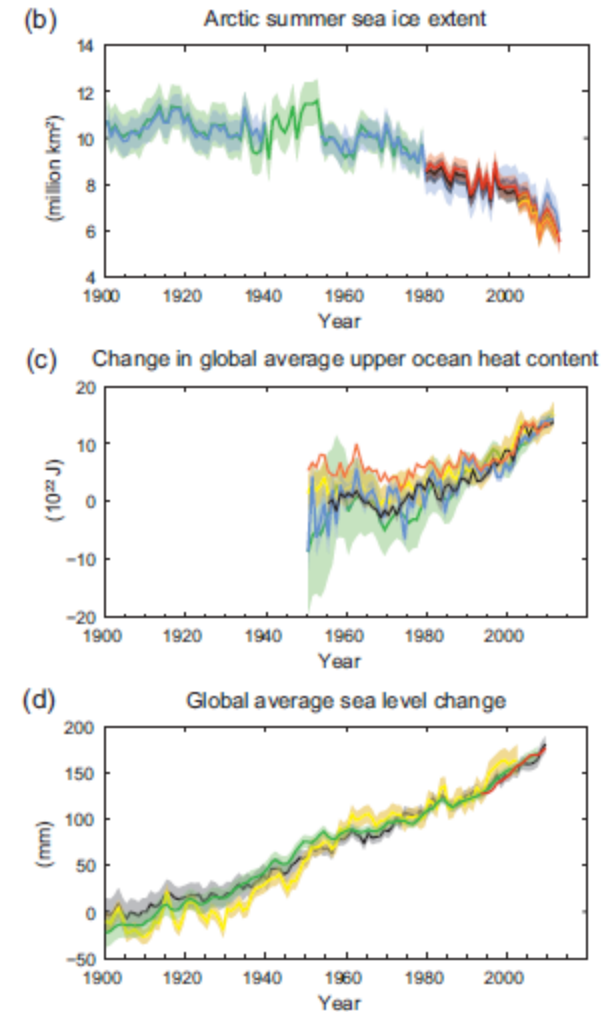 (b) Arctic summer sea ice extent
14
12
10
8
6
4
(million km²)
1900 1920 1940 1960 1980 2000
Year
(c) Change in global average upper ocean heat content
20
10
0
−10
−20
(10²² J)
1900 1920 1940 1960 1980 2000
Year
(d) Global average sea level change
200
150
100
50
0
−50
(mm)
1900 1920 1940 1960 1980 2000
Year